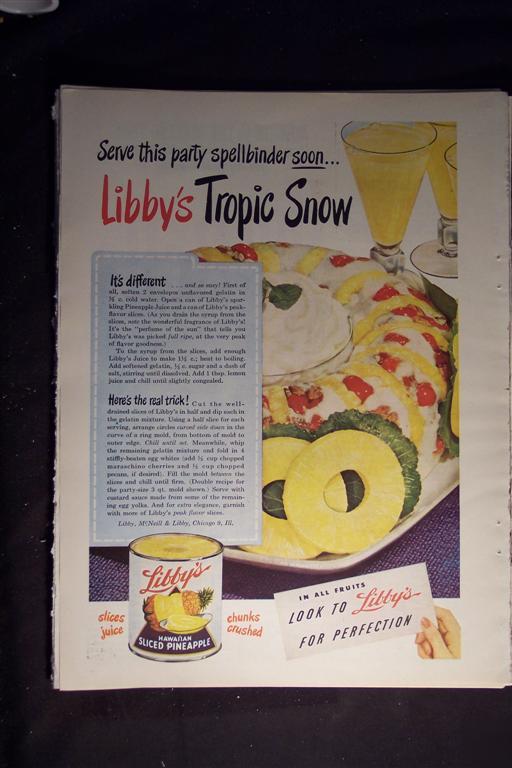 Serve this party spellbinder soon...
Libby's Tropic Snow
It's different . . . and so easy! First of
all, soften 2 envelopes unflavored gelatin in
½ c. cold water. Open a can of Libby's spar-
kling Pineapple Juice and a can of Libby's peak-
flavor slices. (As you drain the syrup from the
slices, note the wonderful fragrance of Libby's!
It's the "perfume of the sun" that tells you
Libby's was picked full ripe, at the very peak
of flavor goodness.)
To the syrup from the slices, add enough
Libby's Juice to make 1½ c.; heat to boiling.
Add softened gelatin, ½ c. sugar and a dash of
salt, stirring until dissolved. Add 1 tbsp. lemon
juice and chill until slightly congealed.
Here's the real trick! Cut the well-
drained slices of Libby's in half and dip each in
the gelatin mixture. Using a half slice for each
serving, arrange circles curved side down in the
curve of a ring mold, from bottom of mold to
outer edge. Chill until set. Meanwhile, whip
the remaining gelatin mixture and fold in 4
stiffly-beaten egg whites (add ½ cup chopped
maraschino cherries and ½ cup chopped
pecans, if desired). Fill the mold between the
slices and chill until firm. (Double recipe for
the party-size 3 qt. mold shown.) Serve with
custard sauce made from some of the remain-
ing egg yolks. And for extra elegance, garnish
with more of Libby's peak flavor slices.
Libby, McNeill & Libby, Chicago 9, Ill.
slices
juice
Libby's
HAWAIIAN
SLICED PINEAPPLE
chunks
crushed
IN ALL FRUITS
LOOK TO Libby's
FOR PERFECTION